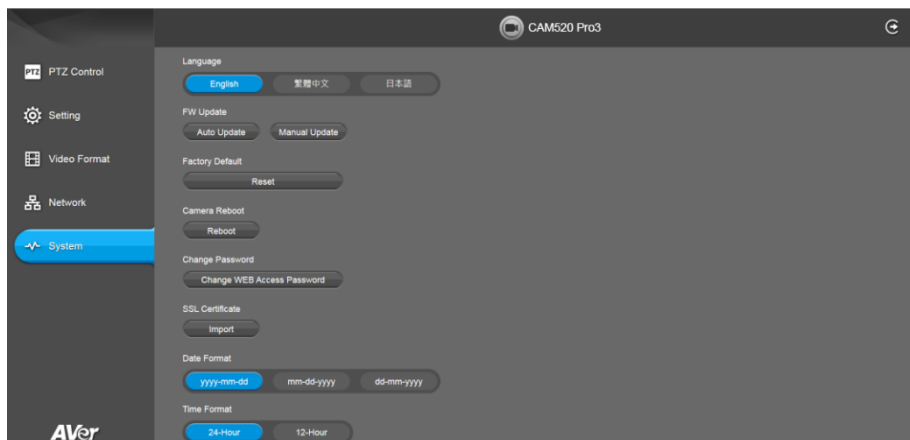 CAM520 Pro3
PTZ PTZ Control
Setting
Video Format
Network
System
AVer
Language
English 繁體中文 日本語
FW Update
Auto Update Manual Update
Factory Default
Reset
Camera Reboot
Reboot
Change Password
Change WEB Access Password
SSL Certificate
Import
Date Format
yyyy-mm-dd mm-dd-yyyy dd-mm-yyyy
Time Format
24-Hour 12-Hour